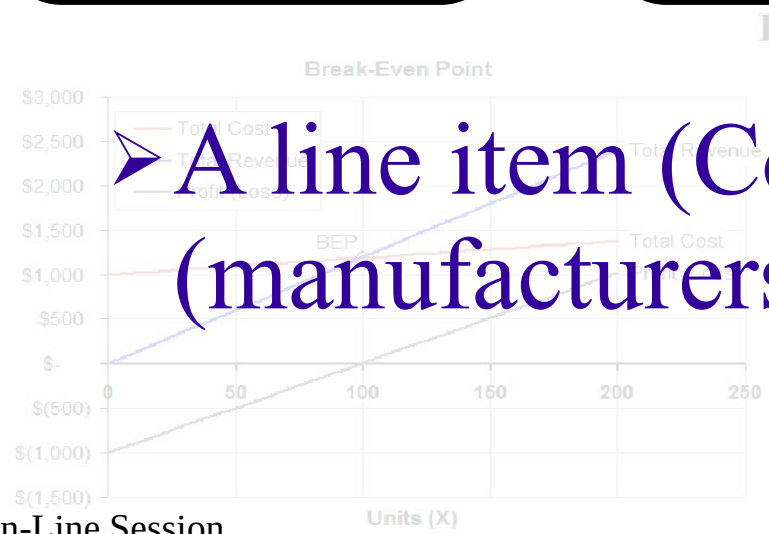 Break-Even Point
$3,000
Total Cost
$2,500
➢A line item (C
Total Revenue
Total Revenue
$2,000
Profit (Loss)
$1,500
BEP
Total Cost
$1,000
(manufacturers
$500
$-
0 50 100 150 200 250
$(500)
$(1,000)
$(1,500)
Units (X)
n-Line Session